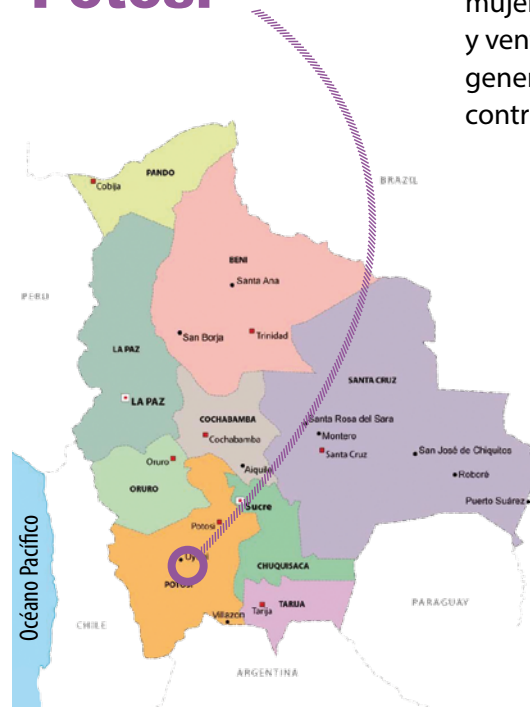 Potosí
mujer
y ven
gener
contr
BRAZIL
PERU
PANDO
Cobija
BENI
Santa Ana
San Borja
Trinidad
LA PAZ
LA PAZ
SANTA CRUZ
COCHABAMBA
Cochabamba
Santa Rosa del Sara
Montero
Santa Cruz
San José de Chiquitos
Roboré
Puerto Suárez
Oruro
Aiquile
ORURO
Sucre
Potosí
Uyuni
POTOSÍ
CHUQUISACA
Villazon
Tarija
TARIJA
PARAGUAY
CHILE
ARGENTINA
Océano Pacífico